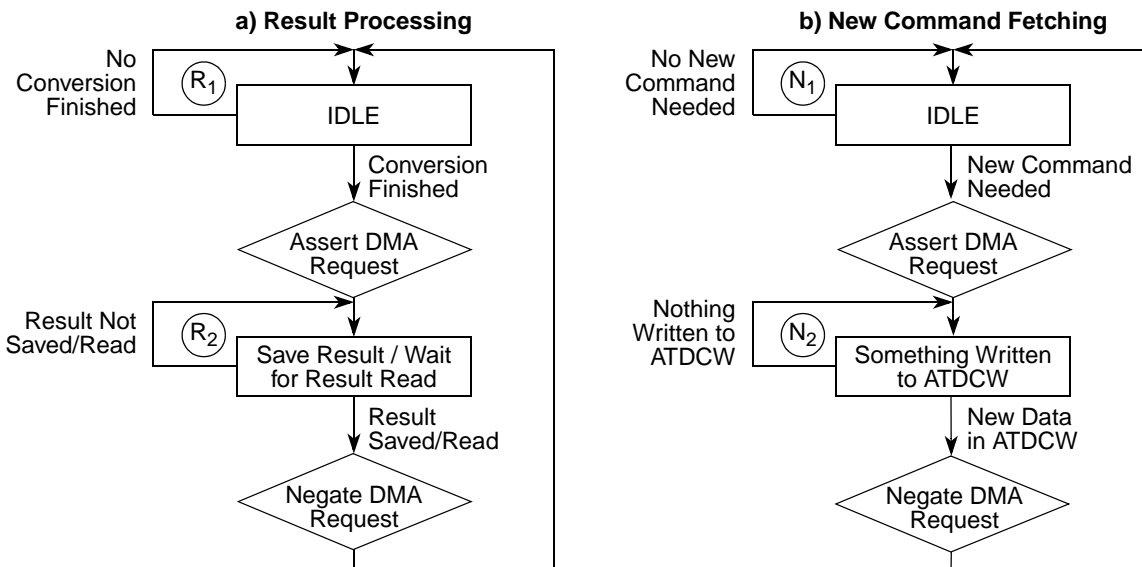 a) Result Processing
No
Conversion
Finished
R1
IDLE
Conversion
Finished
Assert DMA
Request
Result Not
Saved/Read
R2
Save Result / Wait
for Result Read
Result
Saved/Read
Negate DMA
Request
b) New Command Fetching
No New
Command
Needed
N1
IDLE
New Command
Needed
Assert DMA
Request
Nothing
Written to
ATDCW
N2
Something Written
to ATDCW
New Data
in ATDCW
Negate DMA
Request